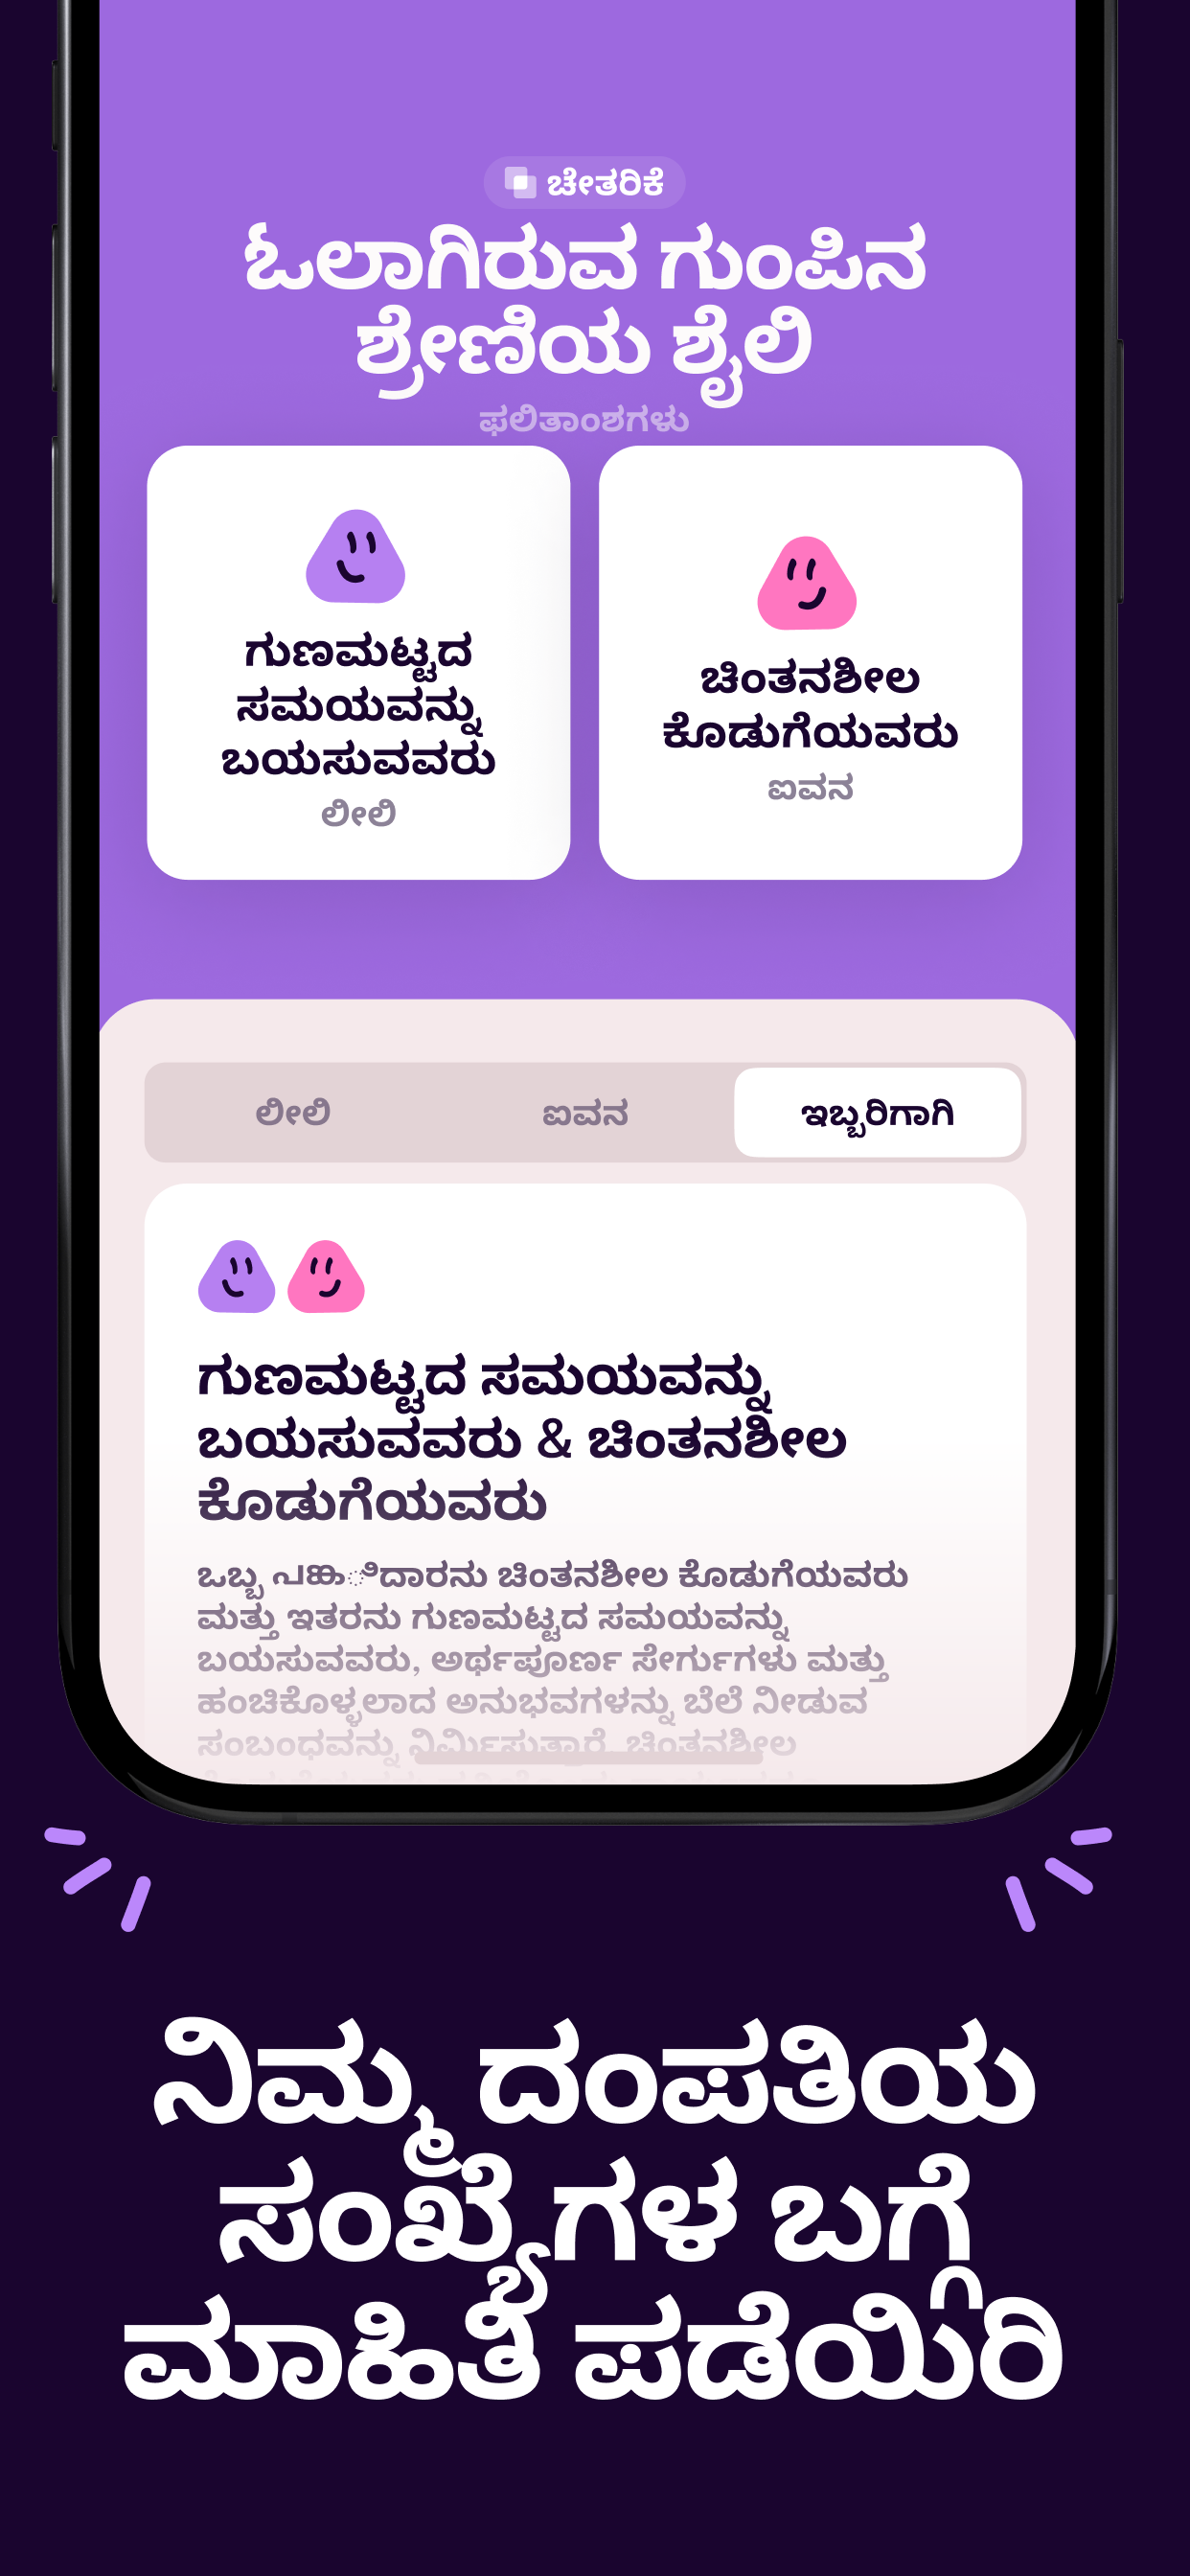 ಚೇತರಿಕೆ
ಓಲಾಗಿರುವ ಗುಂಪಿನ
ಶ್ರೇಣಿಯ ಶೈಲಿ
ಫಲಿತಾಂಶಗಳು
ಗುಣಮಟ್ಟದ
ಸಮಯವನ್ನು
ಬಯಸುವವರು
ಲೀಲಿ
ಚಿಂತನಶೀಲ
ಕೊಡುಗೆಯವರು
ಐವನ
ಲೀಲಿ
ಐವನ
ಇಬ್ಬರಿಗಾಗಿ
ಗುಣಮಟ್ಟದ ಸಮಯವನ್ನು
ಬಯಸುವವರು & ಚಿಂತನಶೀಲ
ಕೊಡುಗೆಯವರು
ಒಬ್ಬ പങ്കಿದಾರನು ಚಿಂತನಶೀಲ ಕೊಡುಗೆಯವರು
ಮತ್ತು ಇತರನು ಗುಣಮಟ್ಟದ ಸಮಯವನ್ನು
ಬಯಸುವವರು, ಅರ್ಥಪೂರ್ಣ ಸೇರ್ಗುಗಳು ಮತ್ತು
ಹಂಚಿಕೊಳ್ಳಲಾದ ಅನುಭವಗಳನ್ನು ಬೆಲೆ ನೀಡುವ
ಸಂಬಂಧವನ್ನು ನಿರ್ಮಿಸುತ್ತಾರೆ. ಚಿಂತನಶೀಲ
ನಿಮ್ಮ ದಂಪತಿಯ
ಸಂಖ್ಯೆಗಳ ಬಗ್ಗೆ
ಮಾಹಿತಿ ಪಡೆಯಿರಿ